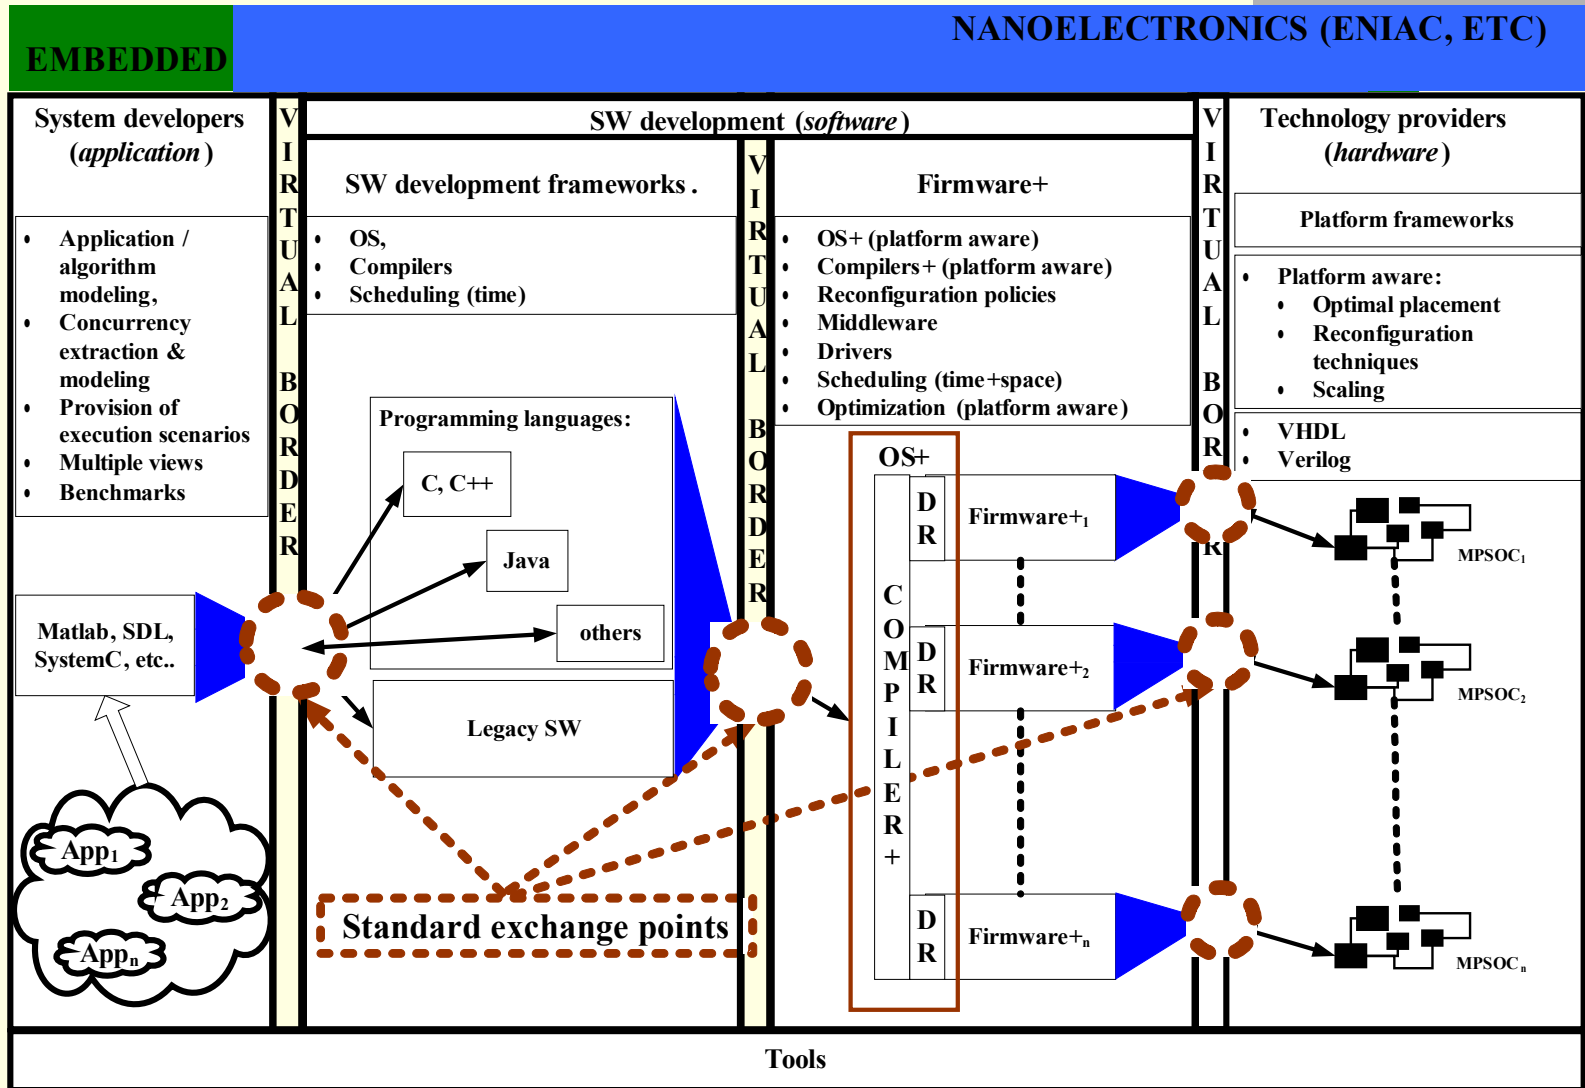 NANOELECTRONICS (ENIAC, ETC)
EMBEDDED
System developers
(application)
VIRTUAL BORDER
SW development (software)
SW development frameworks .
VIRTUAL BORDER
Firmware+
VIRTUAL BOR R
Technology providers
(hardware)
Platform frameworks
• Application /
algorithm
modeling,
• Concurrency
extraction &
modeling
• Provision of
execution scenarios
• Multiple views
• Benchmarks
• OS,
• Compilers
• Scheduling (time)
• OS+ (platform aware)
• Compilers+ (platform aware)
• Reconfiguration policies
• Middleware
• Drivers
• Scheduling (time+space)
• Optimization (platform aware)
• Platform aware:
• Optimal placement
• Reconfiguration
techniques
• Scaling
• VHDL
• Verilog
Programming languages:
C, C++
Java
others
Legacy SW
Matlab, SDL,
SystemC, etc..
App1
App2
Appn
Standard exchange points
OS+
COMPILER+
DR
Firmware+1
DR
Firmware+2
DR
Firmware+n
MPSOC1
MPSOC2
MPSOCn
Tools